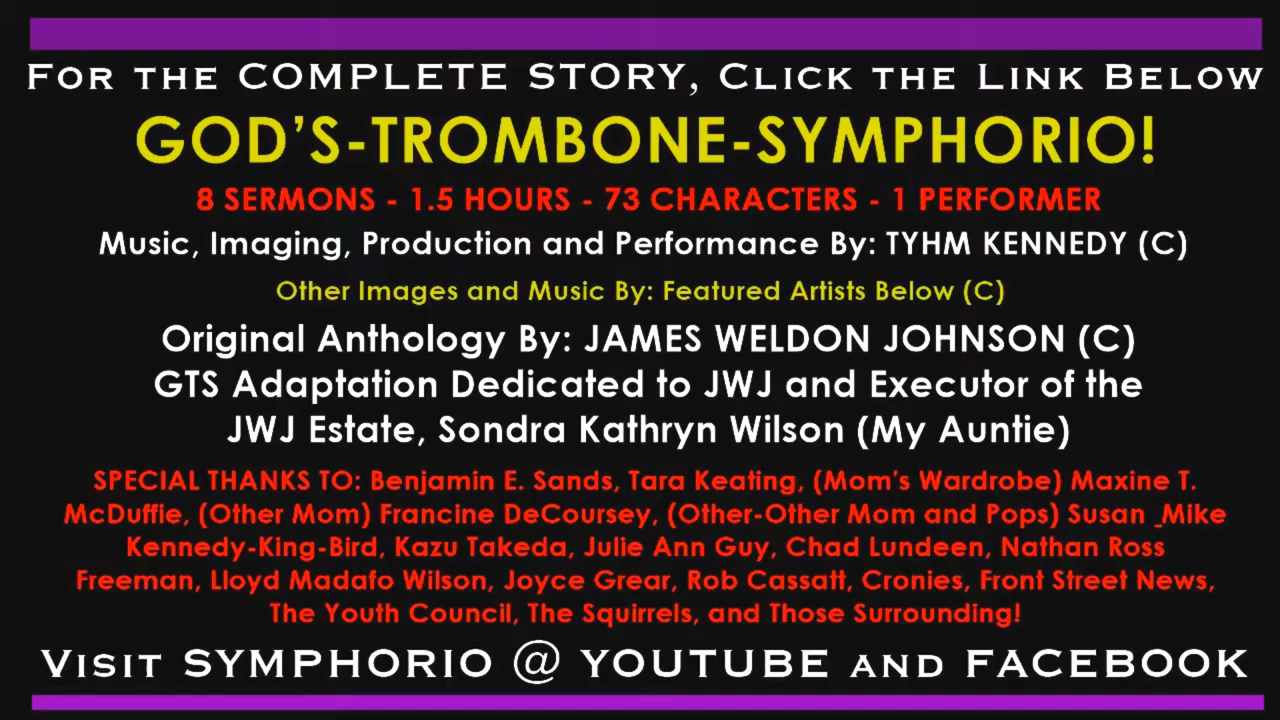 FOR THE COMPLETE STORY, CLICK THE LINK BELOW
GOD'S-TROMBONE-SYMPHORIO!
8 SERMONS - 1.5 HOURS - 73 CHARACTERS - 1 PERFORMER
Music, Imaging, Production and Performance By: TYHM KENNEDY (C)
Other Images and Music By: Featured Artists Below (C)
Original Anthology By: JAMES WELDON JOHNSON (C)
GTS Adaptation Dedicated to JWJ and Executor of the
JWJ Estate, Sondra Kathryn Wilson (My Auntie)
SPECIAL THANKS TO: Benjamin E. Sands, Tara Keating, (Mom's Wardrobe) Maxine T.
McDuffie, (Other Mom) Francine DeCoursey, (Other-Other Mom and Pops) Susan _Mike
Kennedy-King-Bird, Kazu Takeda, Julie Ann Guy, Chad Lundeen, Nathan Ross
Freeman, Lloyd Madafo Wilson, Joyce Grear, Rob Cassatt, Cronies, Front Street News,
The Youth Council, The Squirrels, and Those Surrounding!
VISIT SYMPHORIO @ YOUTUBE AND FACEBOOK